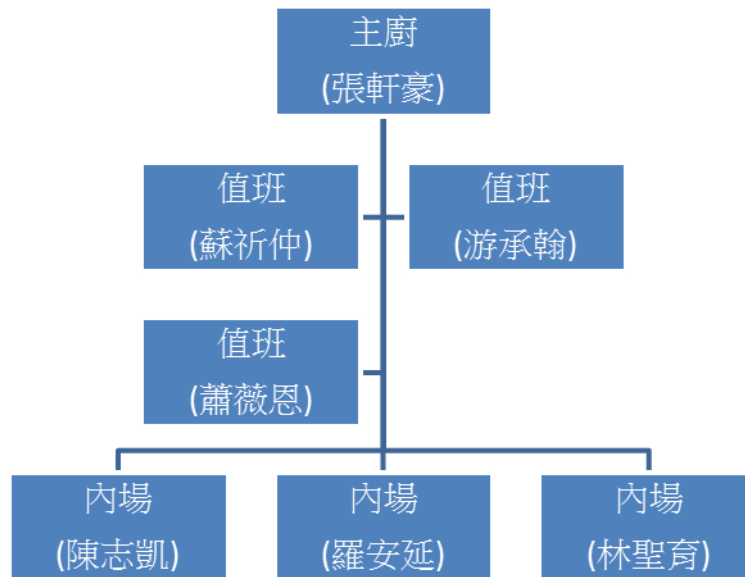 主廚
(張軒豪)
值班
(蘇祈仲)
值班
(游承翰)
值班
(蕭薇恩)
內場
(陳志凱)
內場
(羅安延)
內場
(林聖育)